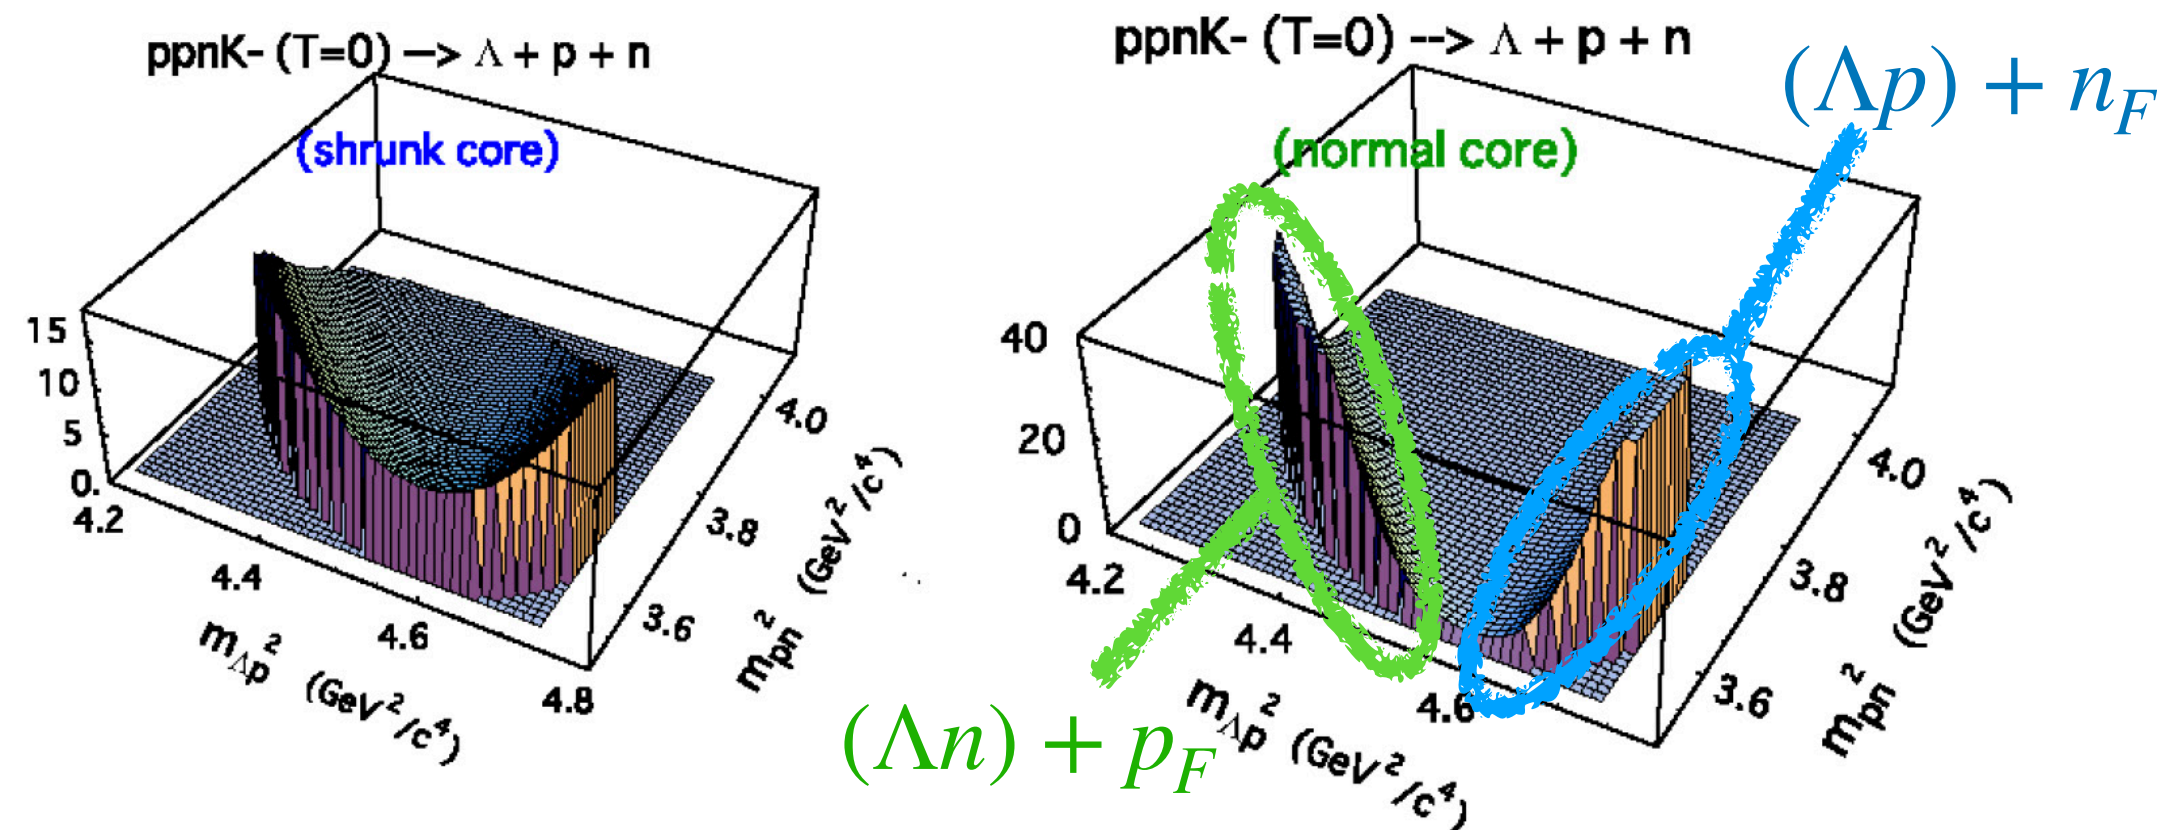 ppnK- (T=0) —> Λ + p + n
(shrunk core)
15
10
5
0.
4.2
4.4
4.6
4.8
m_Λp^2 (GeV^2/c^4)
3.6
3.8
4.0
m_pn^2 (GeV^2/c^4)
ppnK- (T=0) --> Λ + p + n
(normal core)
(Λp) + n_F
40
20
0
4.2
4.4
4.6
m_Λp^2 (GeV^2/c^4)
3.6
3.8
4.0
m_pn^2 (GeV^2/c^4)
(Λn) + p_F